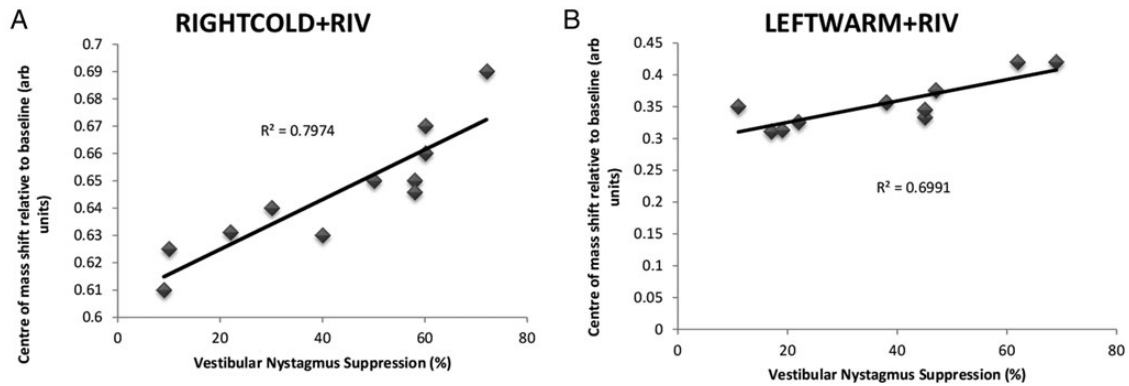 A
RIGHTCOLD+RIV
Centre of mass shift relative to baseline (arb
units)
0.7
0.69
0.68
0.67
0.66
0.65
0.64
0.63
0.62
0.61
0.6
R² = 0.7974
0
20
40
60
80
Vestibular Nystagmus Suppression (%)
B
LEFTWARM+RIV
Centre of mass shift relative to baseline (arb
units)
0.45
0.4
0.35
0.3
0.25
0.2
0.15
0.1
0.05
0
R² = 0.6991
0
20
40
60
80
Vestibular Nystagmus Suppression (%)